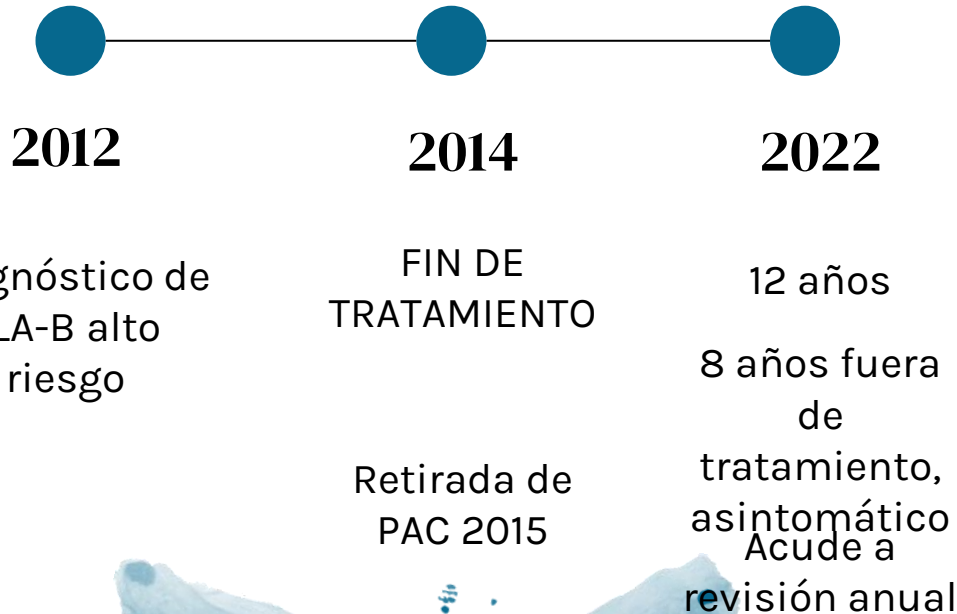 2012
gnóstico de
LA-B alto
riesgo
2014
FIN DE
TRATAMIENTO
Retirada de
PAC 2015
2022
12 años
8 años fuera
de
tratamiento,
asintomático
Acude a
revisión anual